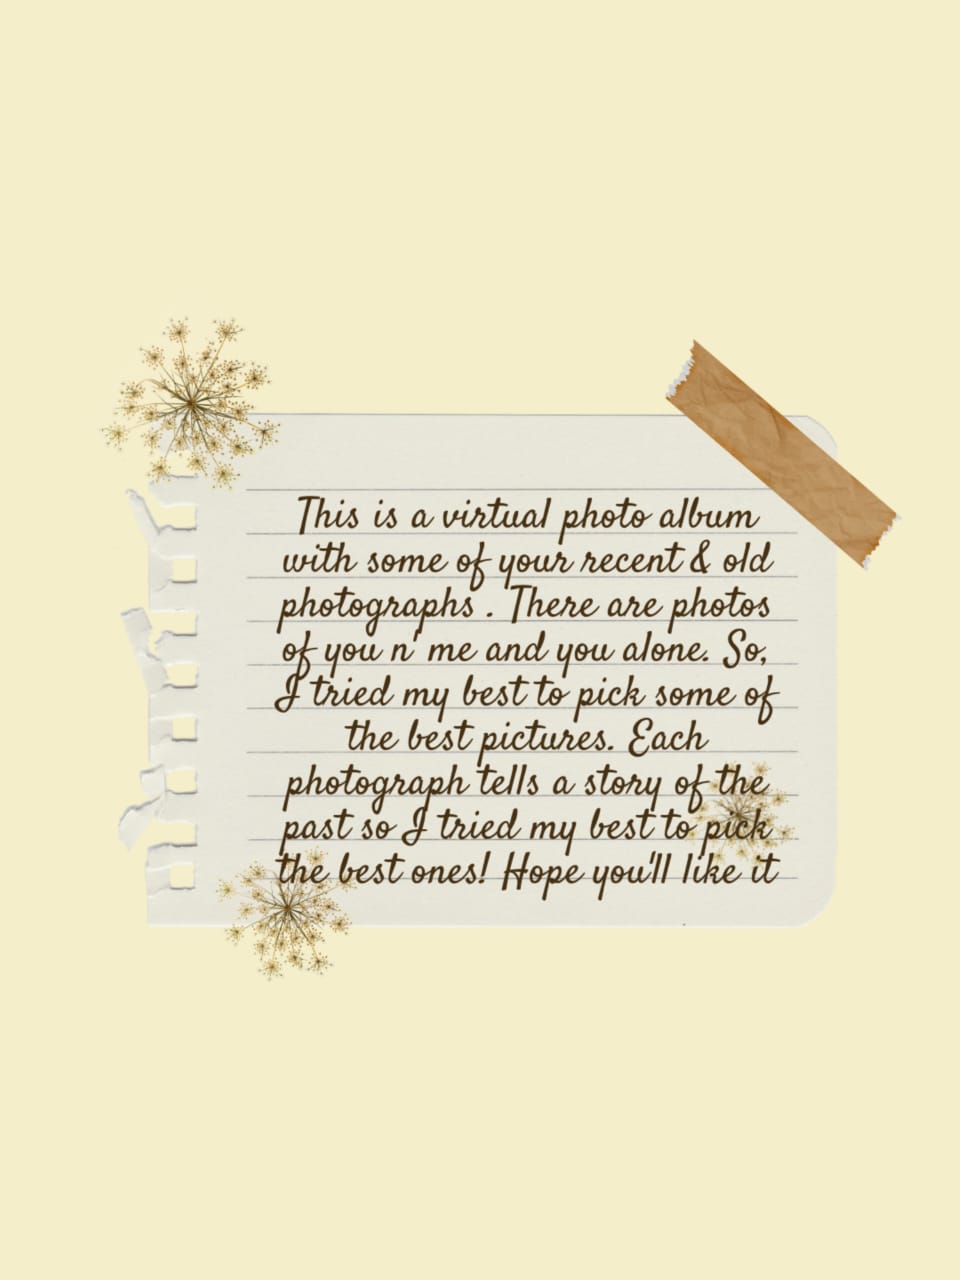 This is a virtual photo album
with some of your recent & old
photographs . There are photos
of you n' me and you alone. So,
I tried my best to pick some of
the best pictures. Each
photograph tells a story of the
past so I tried my best to pick
the best ones! Hope you'll like it